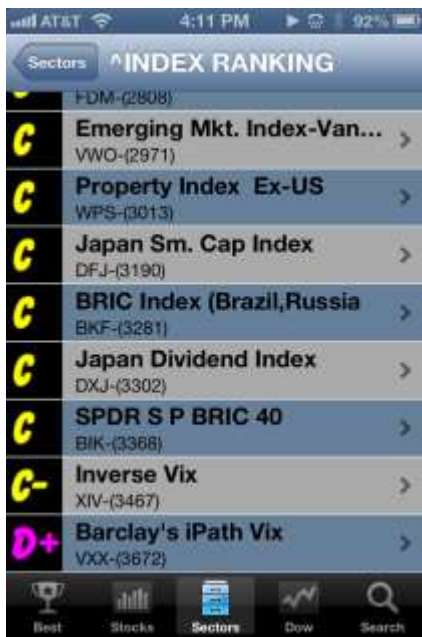 AT&T 4:11 PM 92%
Sectors ^INDEX RANKING
FDM-(2808)
C Emerging Mkt. Index-Van...
VWO-(2971)
C Property Index Ex-US
WPS-(3013)
C Japan Sm. Cap Index
DFJ-(3190)
C BRIC Index (Brazil,Russia
BKF-(3281)
C Japan Dividend Index
DXJ-(3302)
C SPDR S P BRIC 40
BIK-(3368)
C- Inverse Vix
XIV-(3467)
D+ Barclay's iPath Vix
VXX-(3672)
Best Stocks Sectors Dow Search